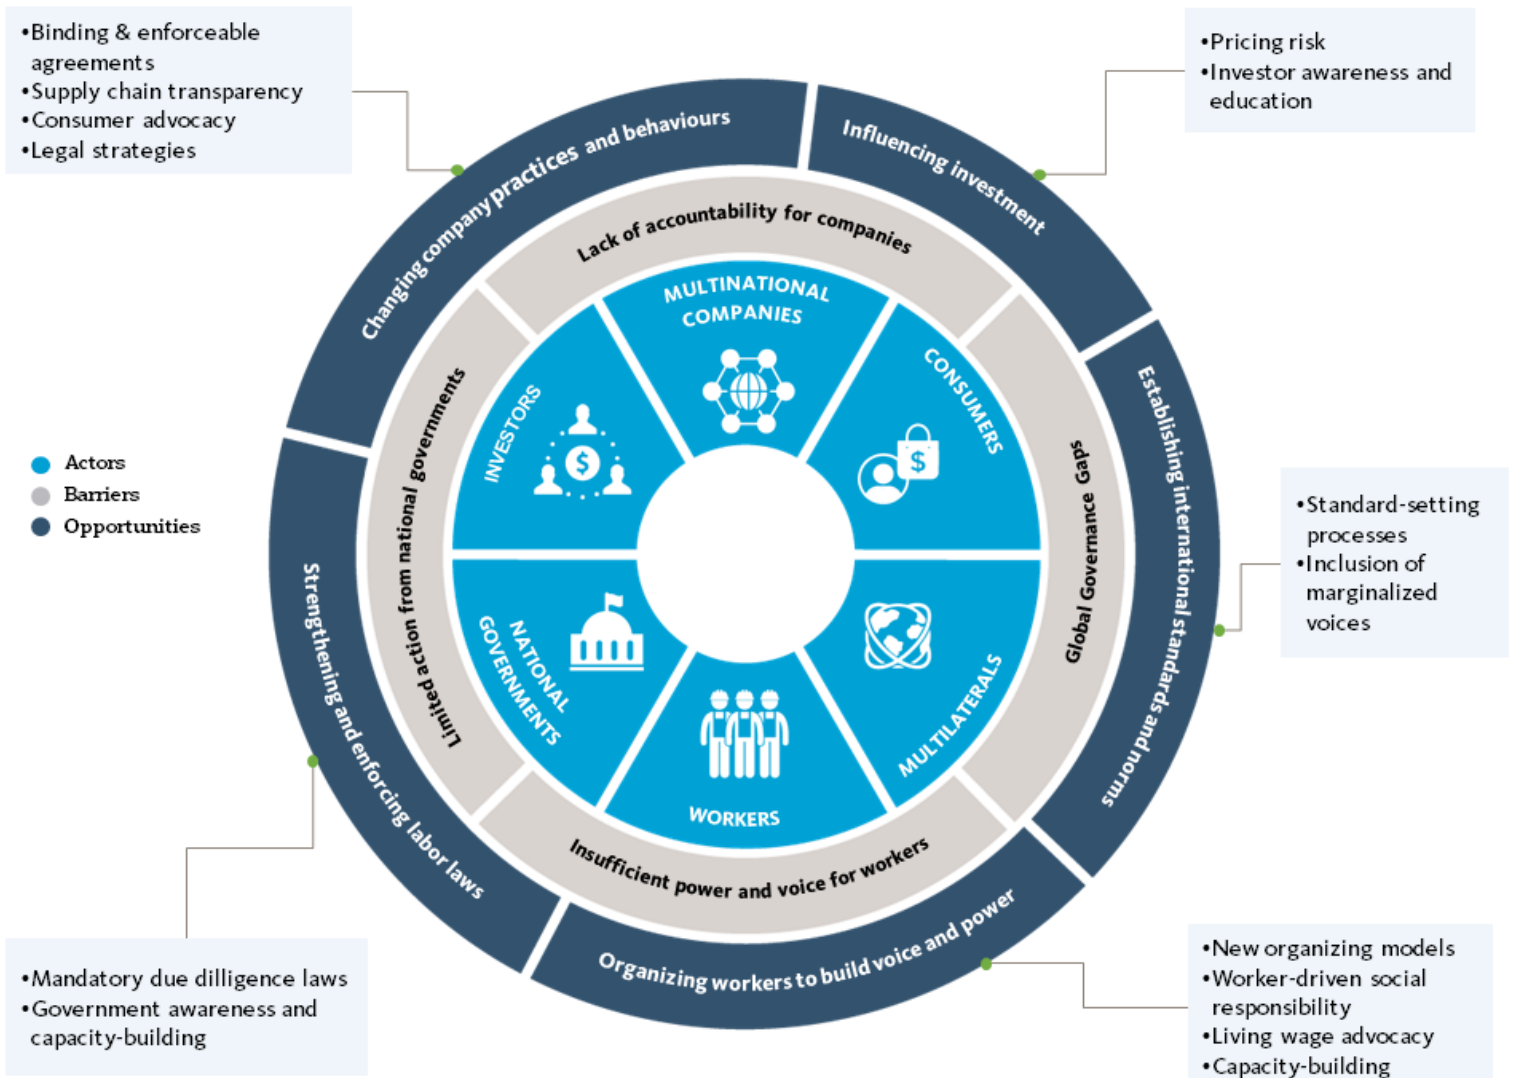 •Binding & enforceable
agreements
•Supply chain transparency
•Consumer advocacy
•Legal strategies
•Pricing risk
•Investor awareness and
education
Changing company practices and behaviours
Influencing investment
Lack of accountability for companies
MULTINATIONAL
COMPANIES
INVESTORS
$
CONSUMERS
$
Limited action from national governments
Global Governance Gaps
Establishing international standards and norms
Actors
Barriers
Opportunities
•Standard-setting
processes
•Inclusion of
marginalized
voices
Strengthening and enforcing labor laws
NATIONAL
GOVERNMENTS
MULTILATERALS
WORKERS
Insufficient power and voice for workers
Organizing workers to build voice and power
•Mandatory due dilligence laws
•Government awareness and
capacity-building
•New organizing models
•Worker-driven social
responsibility
•Living wage advocacy
•Capacity-building